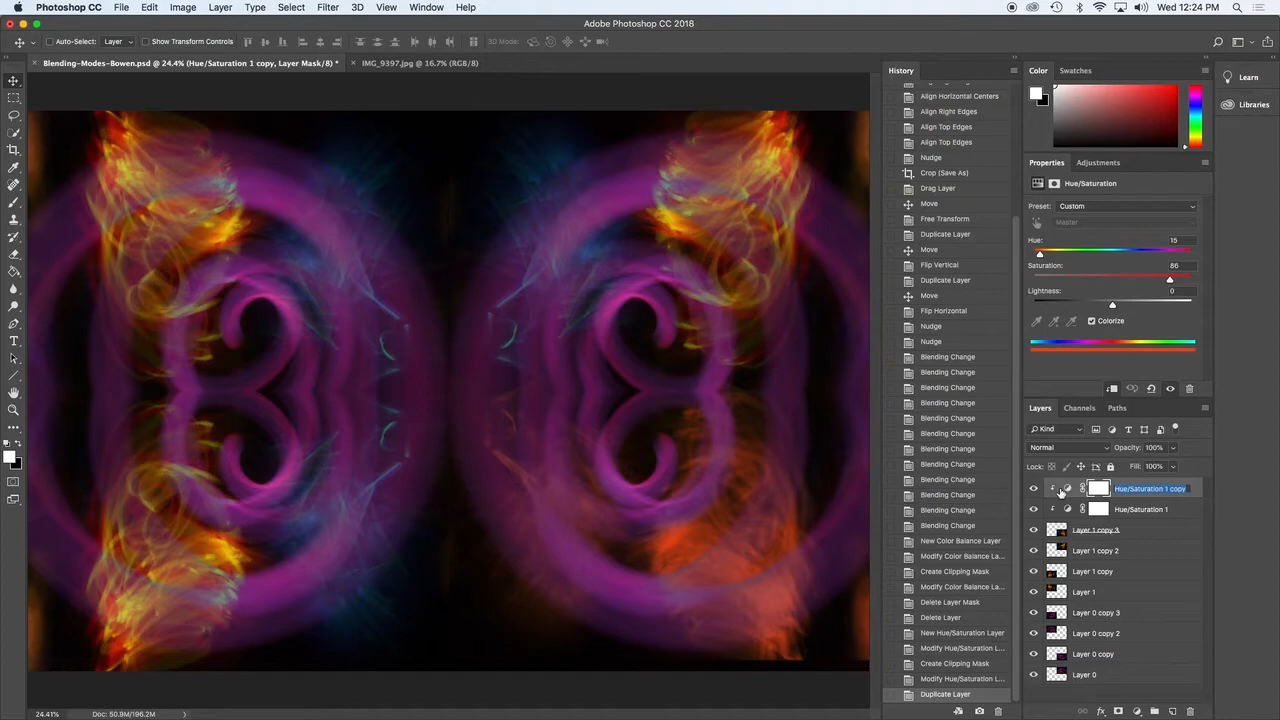 Photoshop CC File Edit Image Layer Type Select Filter 3D View Window Help Wed 12:24 PM
Adobe Photoshop CC 2018
Auto-Select: Layer Show Transform Controls 3D Mode:
Blending-Modes-Bowen.psd @ 24.4% (Hue/Saturation 1 copy, Layer Mask/8) * IMG_9397.jpg @ 16.7% (RGB/8)
History
Align Horizontal Centers
Align Right Edges
Align Top Edges
Align Top Edges
Nudge
Crop (Save As)
Drag Layer
Move
Free Transform
Duplicate Layer
Move
Flip Vertical
Duplicate Layer
Move
Flip Horizontal
Nudge
Nudge
Blending Change
Blending Change
Blending Change
Blending Change
Blending Change
Blending Change
Blending Change
Blending Change
Blending Change
Blending Change
Blending Change
Blending Change
New Color Balance Layer
Modify Color Balance La...
Create Clipping Mask
Modify Color Balance La...
Delete Layer Mask
Delete Layer
New Hue/Saturation Layer
Modify Hue/Saturation L...
Create Clipping Mask
Modify Hue/Saturation L...
Duplicate Layer
Color Swatches
Learn
Libraries
Properties Adjustments
Hue/Saturation
Preset: Custom
Master
Hue: 15
Saturation: 86
Lightness: 0
Colorize
Layers Channels Paths
Kind
Normal Opacity: 100%
Lock: Fill: 100%
Hue/Saturation 1 copy
Hue/Saturation 1
Layer 1 copy 3
Layer 1 copy 2
Layer 1 copy
Layer 1
Layer 0 copy 3
Layer 0 copy 2
Layer 0 copy
Layer 0
24.41% Doc: 50.9M/196.2M